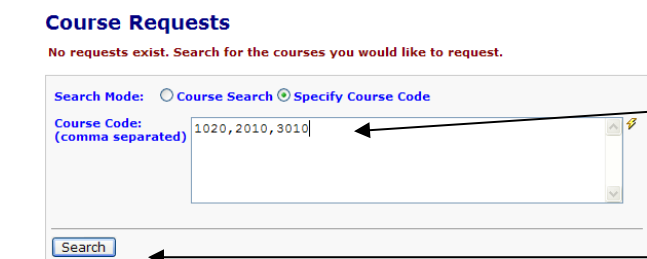 Course Requests
No requests exist. Search for the courses you would like to request.
Search Mode: Course Search Specify Course Code
Course Code:
(comma separated)
1020,2010,3010
Search